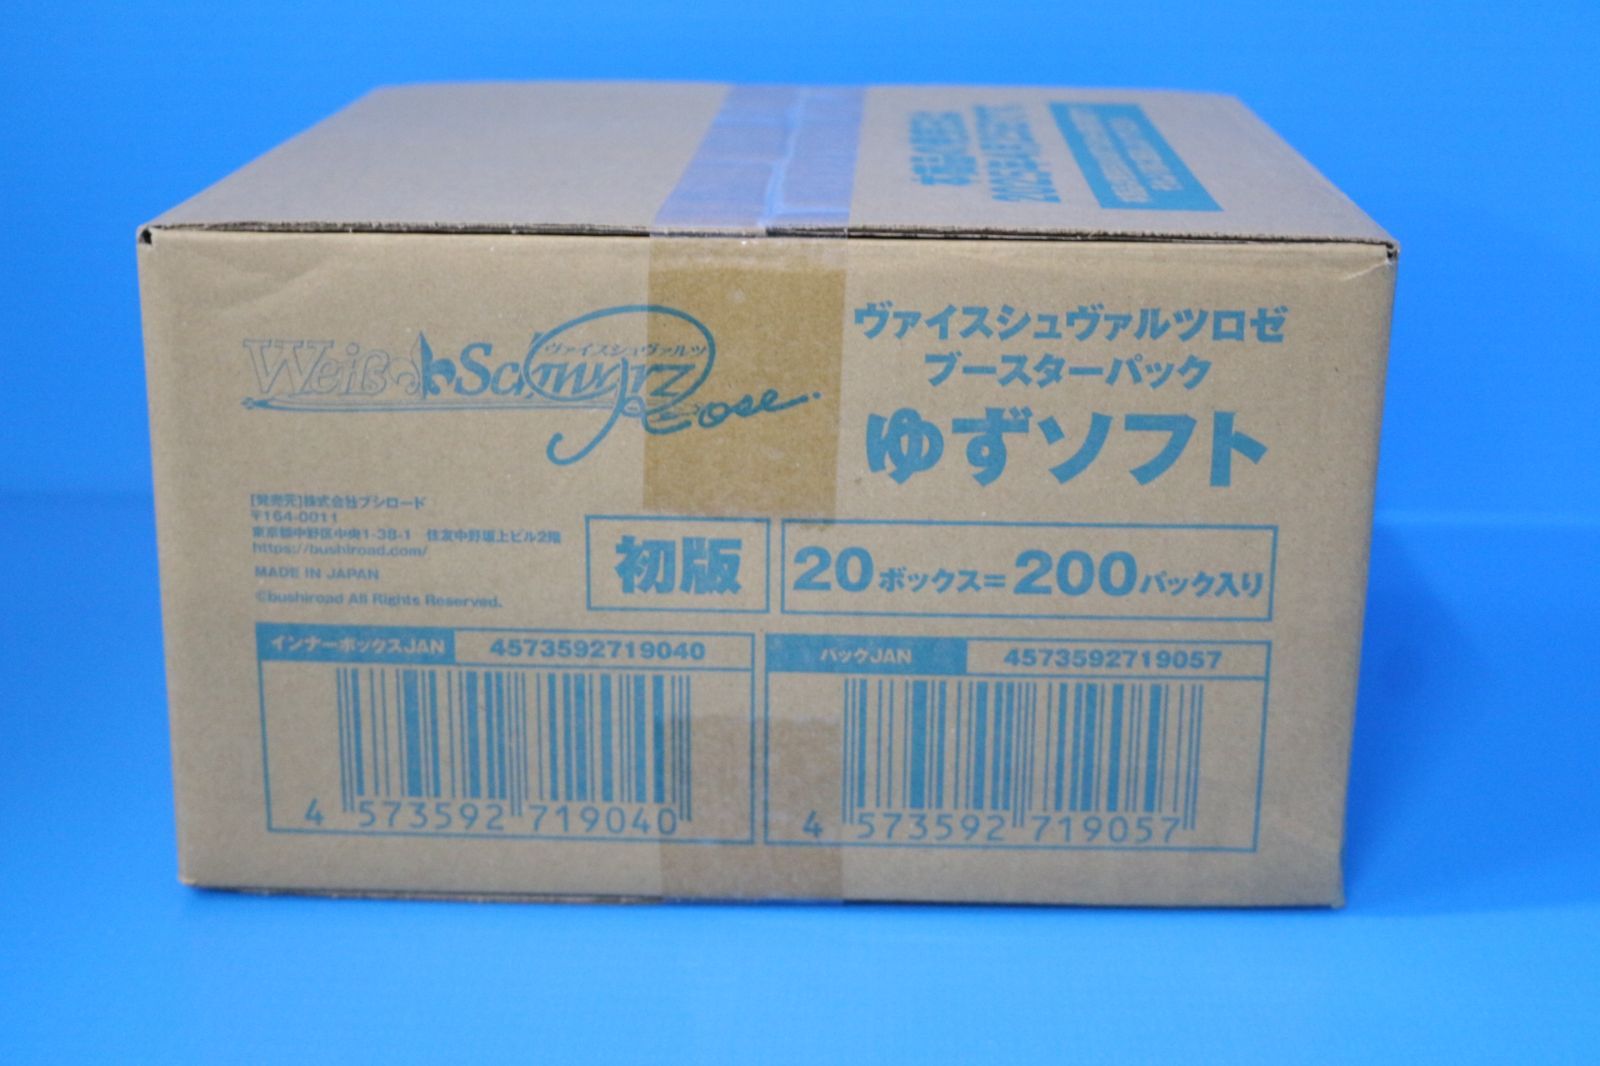 Weiß Schwarz
ヴァイスシュヴァルツ
Rose
ヴァイスシュヴァルツロゼ
ブースターパック
ゆずソフト
[発売元]株式会社ブシロード
〒164-0011
東京都中野区中央1-38-1 住友中野坂上ビル2階
https://bushiroad.com/
MADE IN JAPAN
©bushiroad All Rights Reserved.
初版
20ボックス=200パック入り
インナーボックスJAN 4573592719040
パックJAN 4573592719057
4 573592 719040
4 573592 719057